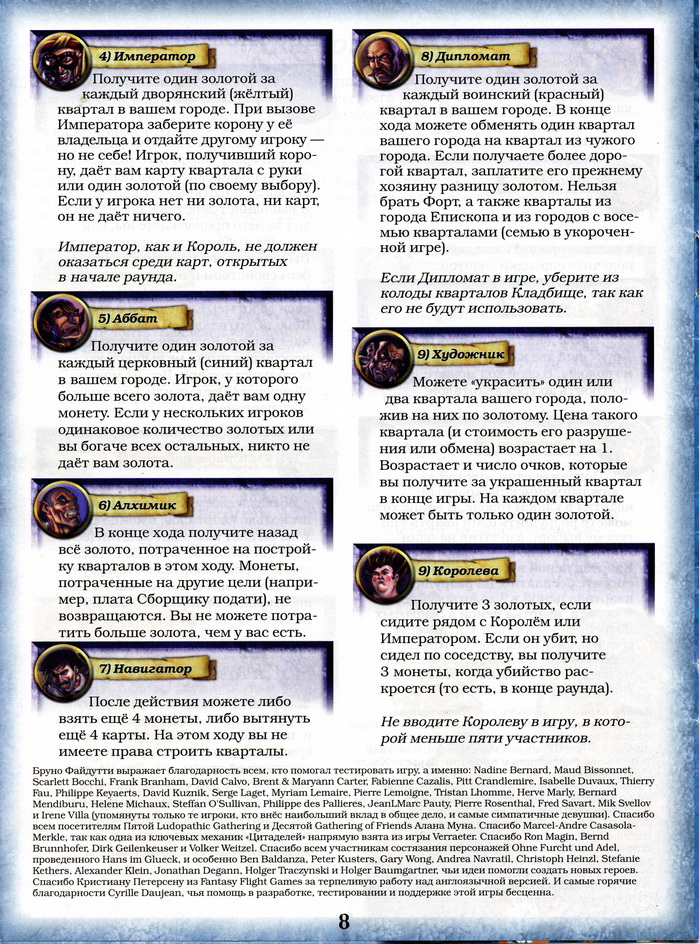 4) Император
Получите один золотой за
каждый дворянский (жёлтый)
квартал в вашем городе. При вызове
Императора заберите корону у её
владельца и отдайте другому игроку —
но не себе! Игрок, получивший коро-
ну, даёт вам карту квартала с руки
или один золотой (по своему выбору).
Если у игрока нет ни золота, ни карт,
он не даёт ничего.
Император, как и Король, не должен
оказаться среди карт, открытых
в начале раунда.
5) Аббат
Получите один золотой за
каждый церковный (синий) квартал
в вашем городе. Игрок, у которого
больше всего золота, даёт вам одну
монету. Если у нескольких игроков
одинаковое количество золотых или
вы богаче всех остальных, никто не
даёт вам золота.
6) Алхимик
В конце хода получите назад
всё золото, потраченное на построй-
ку кварталов в этом ходу. Монеты,
потраченные на другие цели (напри-
мер, плата Сборщику подати), не
возвращаются. Вы не можете потра-
тить больше золота, чем у вас есть.
7) Навигатор
После действия можете либо
взять ещё 4 монеты, либо вытянуть
ещё 4 карты. На этом ходу вы не
имеете права строить кварталы.
8) Дипломат
Получите один золотой за
каждый воинский (красный)
квартал в вашем городе. В конце
хода можете обменять один квартал
вашего города на квартал из чужого
города. Если получаете более доро-
гой квартал, заплатите его прежнему
хозяину разницу золотом. Нельзя
брать Форт, а также кварталы из
города Епископа и из городов с восе-
мью кварталами (семью в укорочен-
ной игре).
Если Дипломат в игре, уберите из
колоды кварталов Кладбище, так как
его не будут использовать.
9) Художник
Можете «украсить» один или
два квартала вашего города, поло-
жив на них по золотому. Цена такого
квартала (и стоимость его разруше-
ния или обмена) возрастает на 1.
Возрастает и число очков, которые
вы получите за украшенный квартал
в конце игры. На каждом квартале
может быть только один золотой.
9) Королева
Получите 3 золотых, если
сидите рядом с Королём или
Императором. Если он убит, но
сидел по соседству, вы получите
3 монеты, когда убийство рас-
кроется (то есть, в конце раунда).
Не вводите Королеву в игру, в кото-
рой меньше пяти участников.
Бруно Файдутти выражает благодарность всем, кто помогал тестировать игру, а именно: Nadine Bernard, Maud Bissonnet,
Scarlett Bocchi, Frank Branham, David Calvo, Brent & Maryann Carter, Fabienne Cazalis, Pitt Crandlemire, Isabelle Duvaux, Thierry
Fau, Philippe Keyaerts, David Kuznik, Serge Laget, Myriam Lemaire, Pierre Lemoigne, Tristan Lhomme, Herve Marly, Bernard
Mendiburu, Helene Michaux, Steffan O'Sullivan, Philippe des Pallieres, JeanLMarc Pauty, Pierre Rosenthal, Fred Savart, Mik Svellov
и Irene Villa (упомянуты только те игроки, кто внёс наибольший вклад в общее дело, и самые симпатичные девушки). Спасибо
всем посетителям Пятой Ludopathic Gathering и Десятой Gathering of Friends Алана Муна. Спасибо Marcel-Andre Casasola-
Merkle, так как одна из ключевых механик «Цитаделей» напрямую взята из игры Verraeter. Спасибо Ron Magin, Bernd
Brunnhofer, Dirk Geilenkeuser и Volker Weitzel. Спасибо всем участникам состязания персонажей Ohne Furcht und Adel,
проведенного Hans im Glueck, и особенно Ben Baldanza, Peter Kusters, Gary Wong, Andrea Navratil, Christoph Heinzl, Stefanie
Kethers, Alexander Klein, Jonathan Degann, Holger Traczynski и Holger Baumgartner, чьи идеи помогли создать новых героев.
Спасибо Кристиану Петерсену из Fantasy Flight Games за терпеливую работу над англоязычной версией. И самые горячие
благодарности Cyrille Daujean, чья помощь в разработке, тестировании и поддержке этой игры бесценна.
8